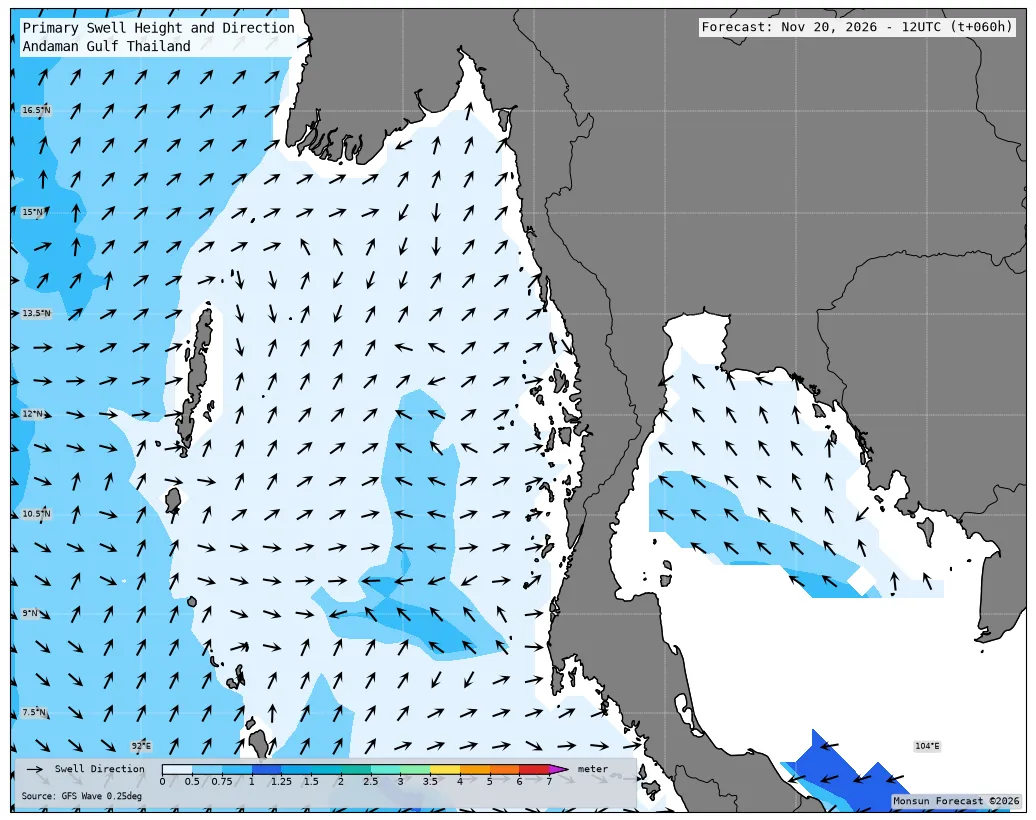 Primary Swell Height and Direction
Andaman Gulf Thailand
Forecast: Nov 20, 2026 - 12UTC (t+060h)
16.5°N
15°N
13.5°N
12°N
10.5°N
9°N
7.5°N
92°E
104°E
Swell Direction
meter
0 0.5 0.75 1 1.25 1.5 2 2.5 3 3.5 4 5 6 7
Source: GFS Wave 0.25deg
Monsun Forecast ©2026